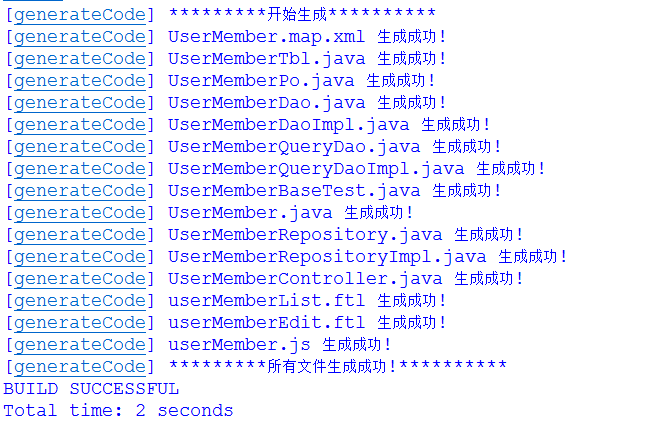 [generateCode] *********开始生成**********
[generateCode] UserMember.map.xml 生成成功!
[generateCode] UserMemberTbl.java 生成成功!
[generateCode] UserMemberPo.java 生成成功!
[generateCode] UserMemberDao.java 生成成功!
[generateCode] UserMemberDaoImpl.java 生成成功!
[generateCode] UserMemberQueryDao.java 生成成功!
[generateCode] UserMemberQueryDaoImpl.java 生成成功!
[generateCode] UserMemberBaseTest.java 生成成功!
[generateCode] UserMember.java 生成成功!
[generateCode] UserMemberRepository.java 生成成功!
[generateCode] UserMemberRepositoryImpl.java 生成成功!
[generateCode] UserMemberController.java 生成成功!
[generateCode] userMemberList.ftl 生成成功!
[generateCode] userMemberEdit.ftl 生成成功!
[generateCode] userMember.js 生成成功!
[generateCode] *********所有文件生成成功!**********
BUILD SUCCESSFUL
Total time: 2 seconds